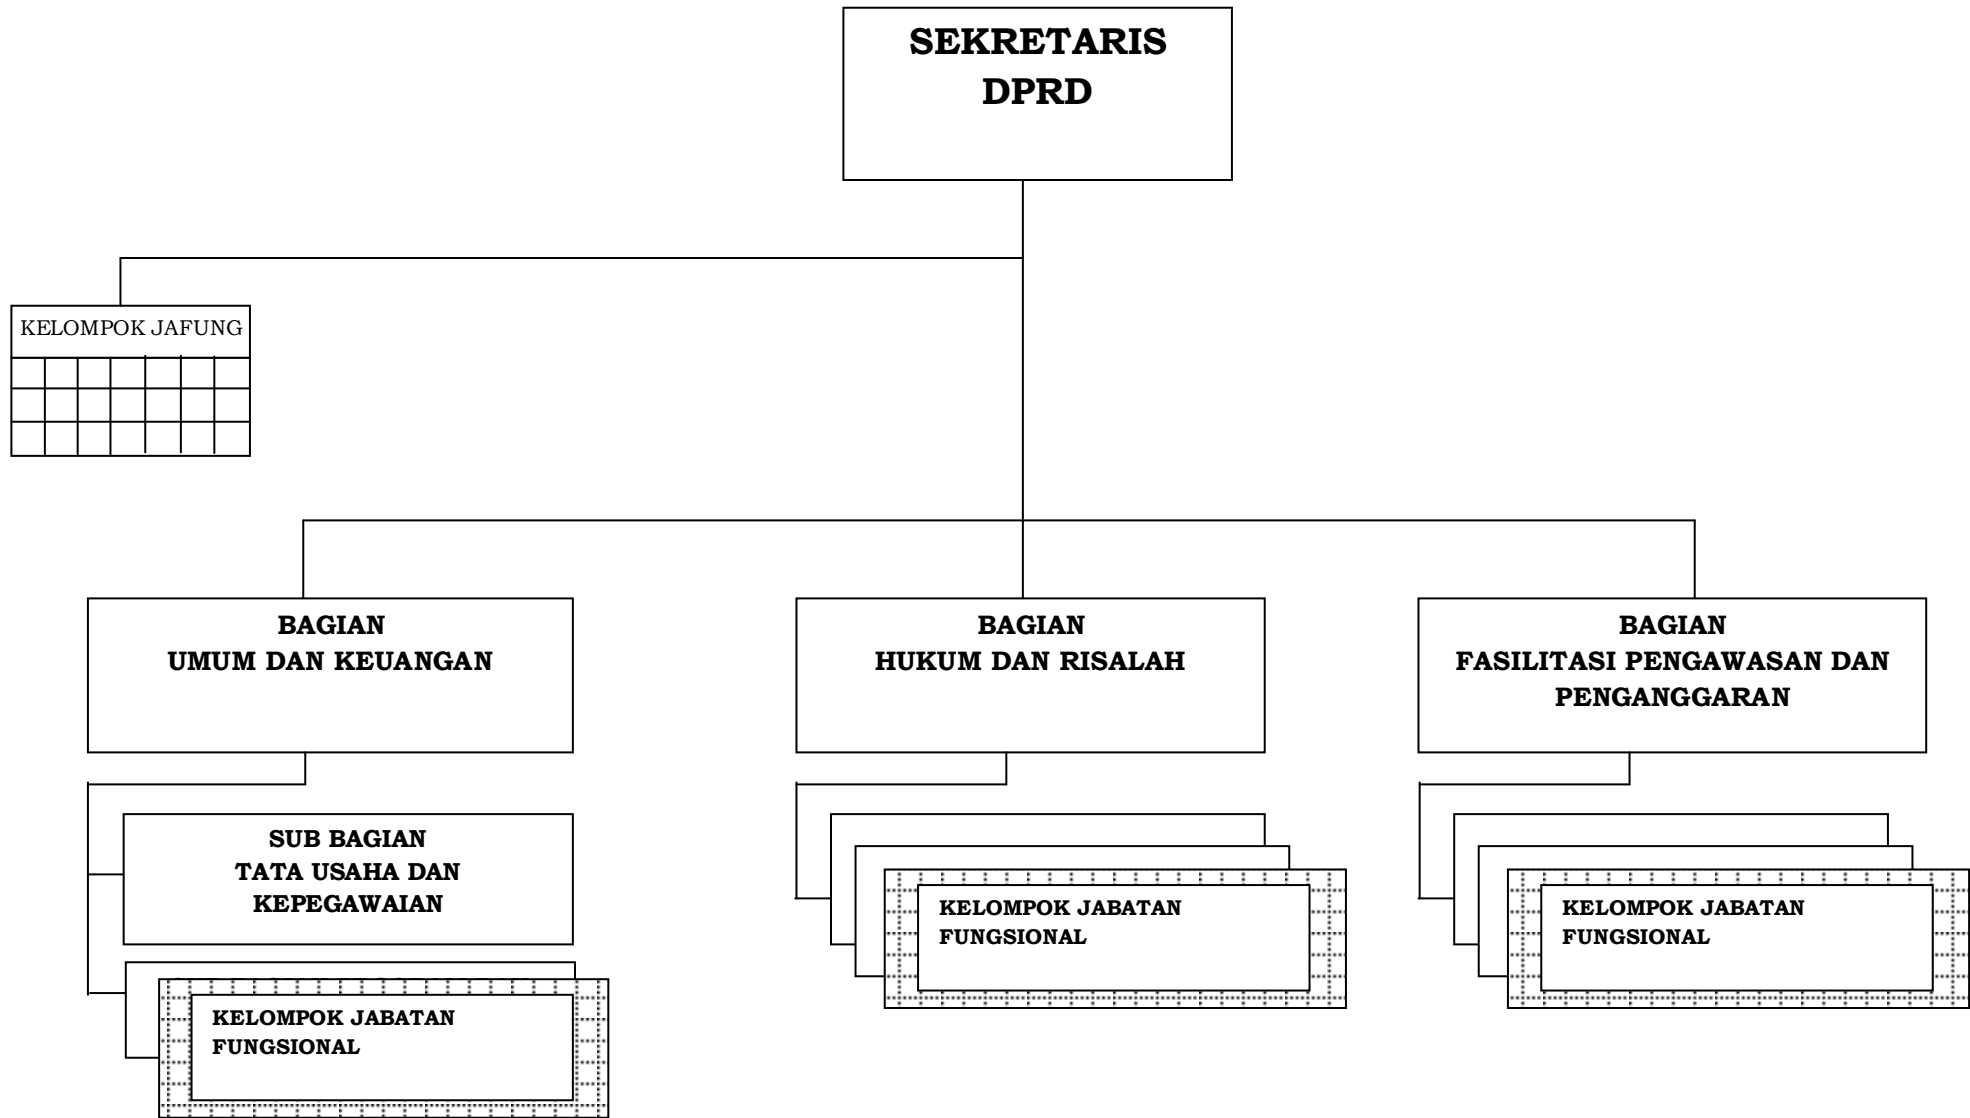 SEKRETARIS
DPRD
KELOMPOK JAFUNG
BAGIAN
UMUM DAN KEUANGAN
BAGIAN
HUKUM DAN RISALAH
BAGIAN
FASILITASI PENGAWASAN DAN
PENGANGGARAN
SUB BAGIAN
TATA USAHA DAN
KEPEGAWAIAN
KELOMPOK JABATAN
FUNGSIONAL
KELOMPOK JABATAN
FUNGSIONAL
KELOMPOK JABATAN
FUNGSIONAL